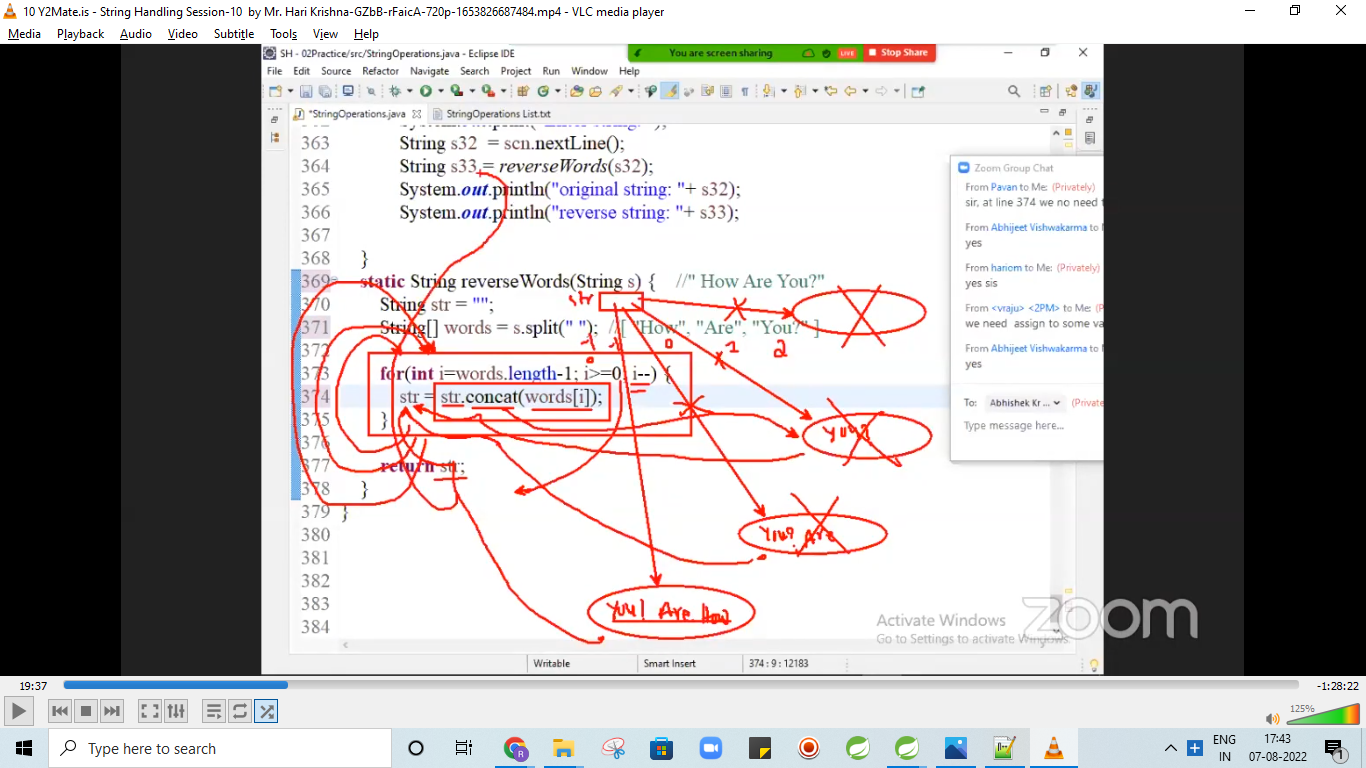 10 Y2Mate.is - String Handling Session-10 by Mr. Hari Krishna-GZbB-rFaicA-720p-1653826687484.mp4 - VLC media player
Media Playback Audio Video Subtitle Tools View Help
SH - 02Practice/src/StringOperations.java - Eclipse IDE
You are screen sharing
LIVE
Stop Share
File Edit Source Refactor Navigate Search Project Run Window Help
*StringOperations.java
StringOperations List.txt
363 String s32 = scn.nextLine();
364 String s33 = reverseWords(s32);
365 System.out.println("original string: "+ s32);
366 System.out.println("reverse string: "+ s33);
367
368 }
369 static String reverseWords(String s) { //" How Are You?"
370 String str = "";
str
371 String[] words = s.split(" "); //[ "How", "Are", "You?" ]
372
0 1 2
373 for(int i=words.length-1; i>=0; i--) {
374 str = str.concat(words[i]);
375 }
376
377 return str;
378 }
379 }
380
381
382
383
384
You?
You? Are
You! Are How
Zoom Group Chat
From Pavan to Me: (Privately)
sir, at line 374 we no need
From Abhijeet Vishwakarma to
yes
From hariom to Me: (Privately)
yes sis
From <vraju> <2PM> to Me:
we need assign to some va
From Abhijeet Vishwakarma to
yes
To: Abhishek Kr ... (Private
Type message here...
Activate Windows
Go to Settings to activate Windows.
zoom
Writable Smart Insert 374 : 9 : 12183
19:37 -1:28:22
125%
Type here to search
ENG
IN
17:43
07-08-2022
1